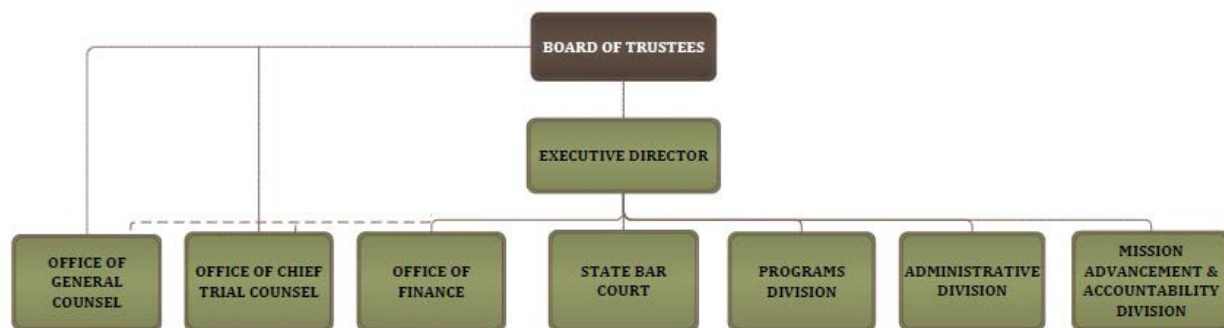 BOARD OF TRUSTEES
EXECUTIVE DIRECTOR
OFFICE OF
GENERAL
COUNSEL
OFFICE OF CHIEF
TRIAL COUNSEL
OFFICE OF
FINANCE
STATE BAR
COURT
PROGRAMS
DIVISION
ADMINISTRATIVE
DIVISION
MISSION
ADVANCEMENT &
ACCOUNTABILITY
DIVISION